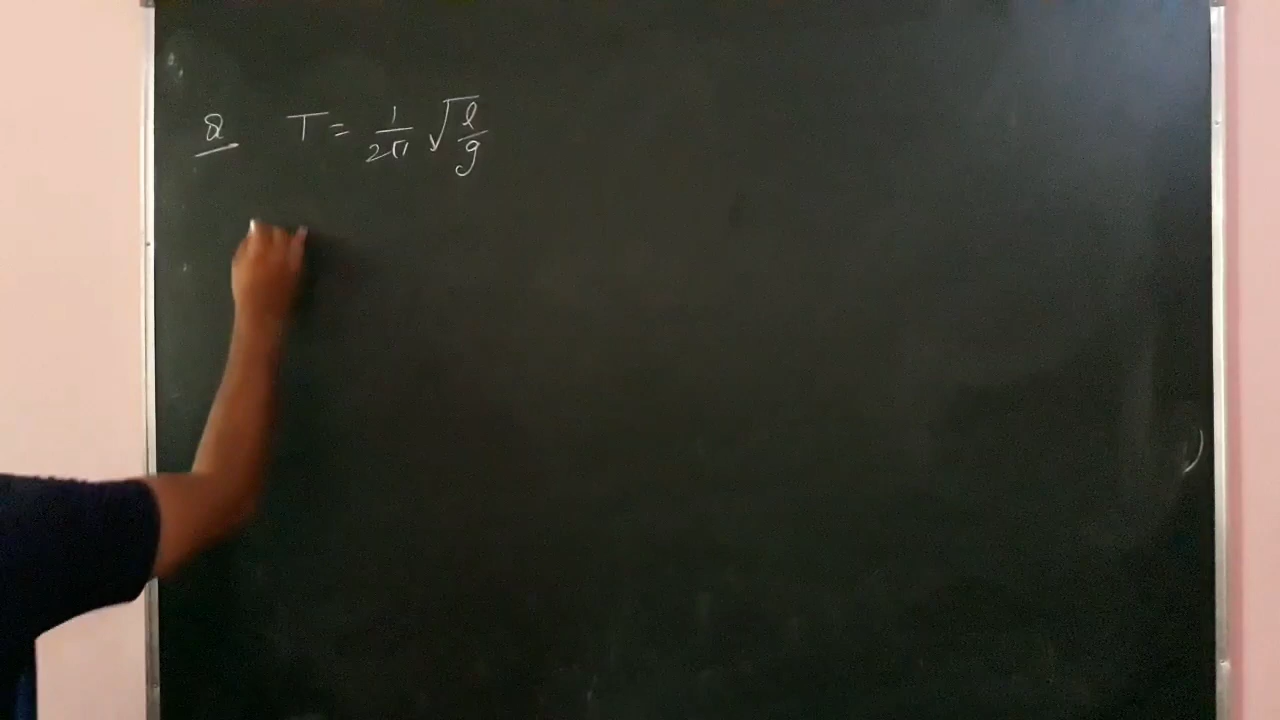 Q T = 1/2π √l/g